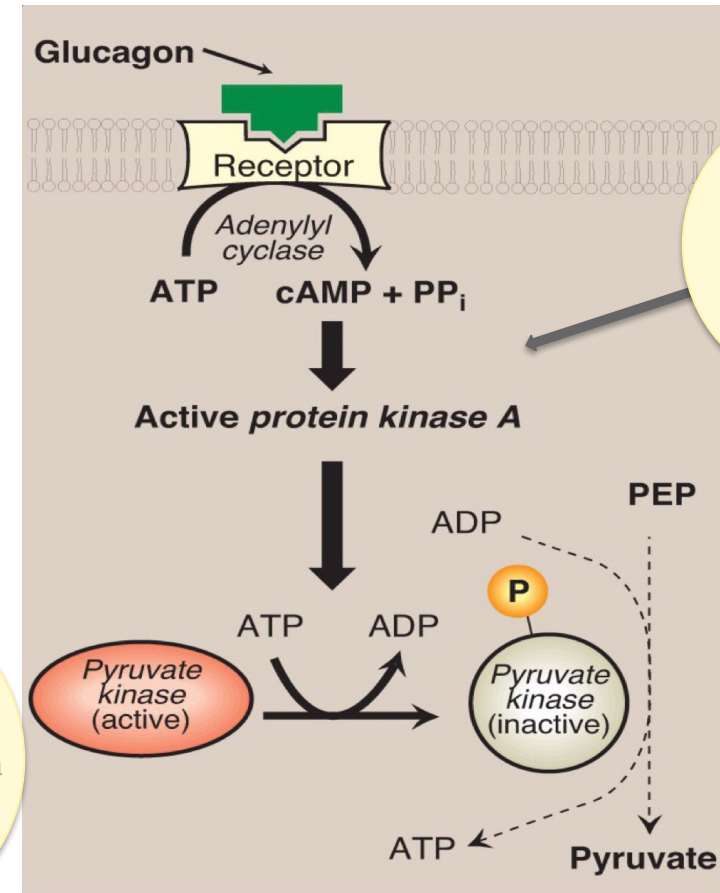 Glucagon
Receptor
Adenylyl
cyclase
ATP
cAMP + PPi
Active protein kinase A
PEP
ADP
P
ATP
ADP
Pyruvate
kinase
(active)
Pyruvate
kinase
(inactive)
ATP
Pyruvate